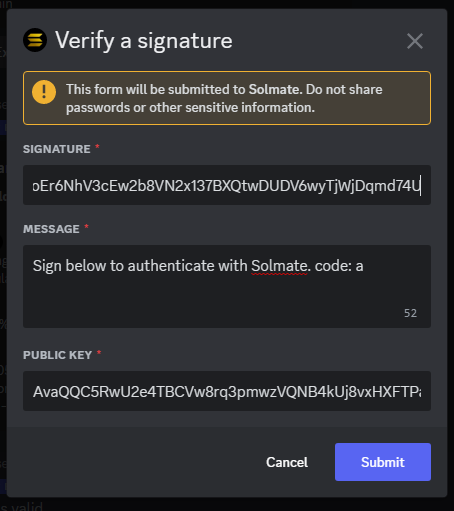 Verify a signature
This form will be submitted to Solmate. Do not share
passwords or other sensitive information.
SIGNATURE *
oEr6NhV3cEw2b8VN2x137BXQtwDUDV6wyTjWjDqmd74U
MESSAGE *
Sign below to authenticate with Solmate. code: a
52
PUBLIC KEY *
AvaQQC5RwU2e4TBCVw8rq3pmwzVQNB4kUj8vxHXFTPa
Cancel
Submit